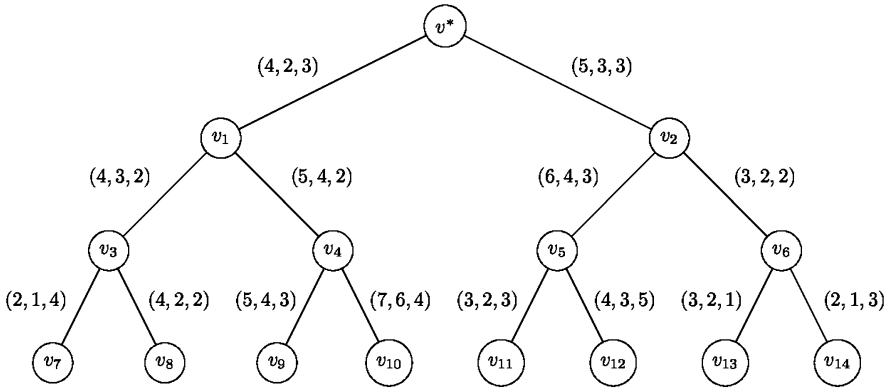 v*
(4, 2, 3) (5, 3, 3)
v₁ v₂
(4, 3, 2) (5, 4, 2) (6, 4, 3) (3, 2, 2)
v₃ v₄ v₅ v₆
(2, 1, 4) (4, 2, 2) (5, 4, 3) (7, 6, 4) (3, 2, 3) (4, 3, 5) (3, 2, 1) (2, 1, 3)
v₇ v₈ v₉ v₁₀ v₁₁ v₁₂ v₁₃ v₁₄